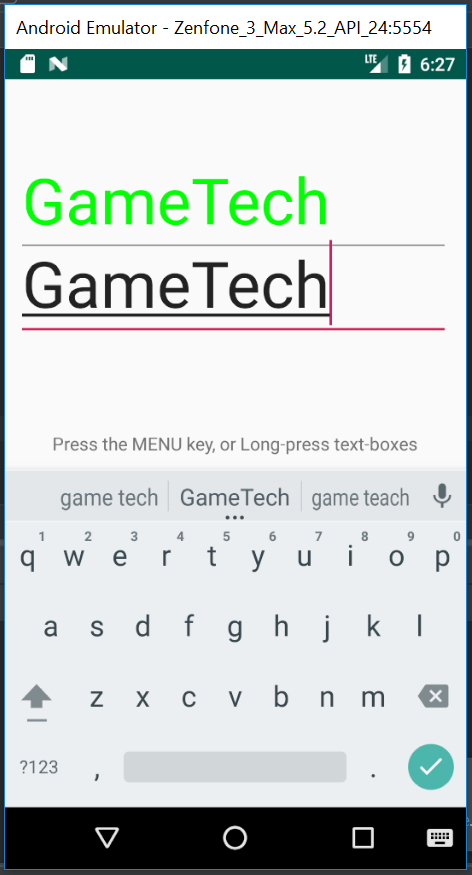 Android Emulator - Zenfone_3_Max_5.2_API_24:5554
LTE 6:27
GameTech
GameTech
Press the MENU key, or Long-press text-boxes
game tech GameTech game teach
1 2 3 4 5 6 7 8 9 0
q w e r t y u i o p
a s d f g h j k l
z x c v b n m
?123 , .